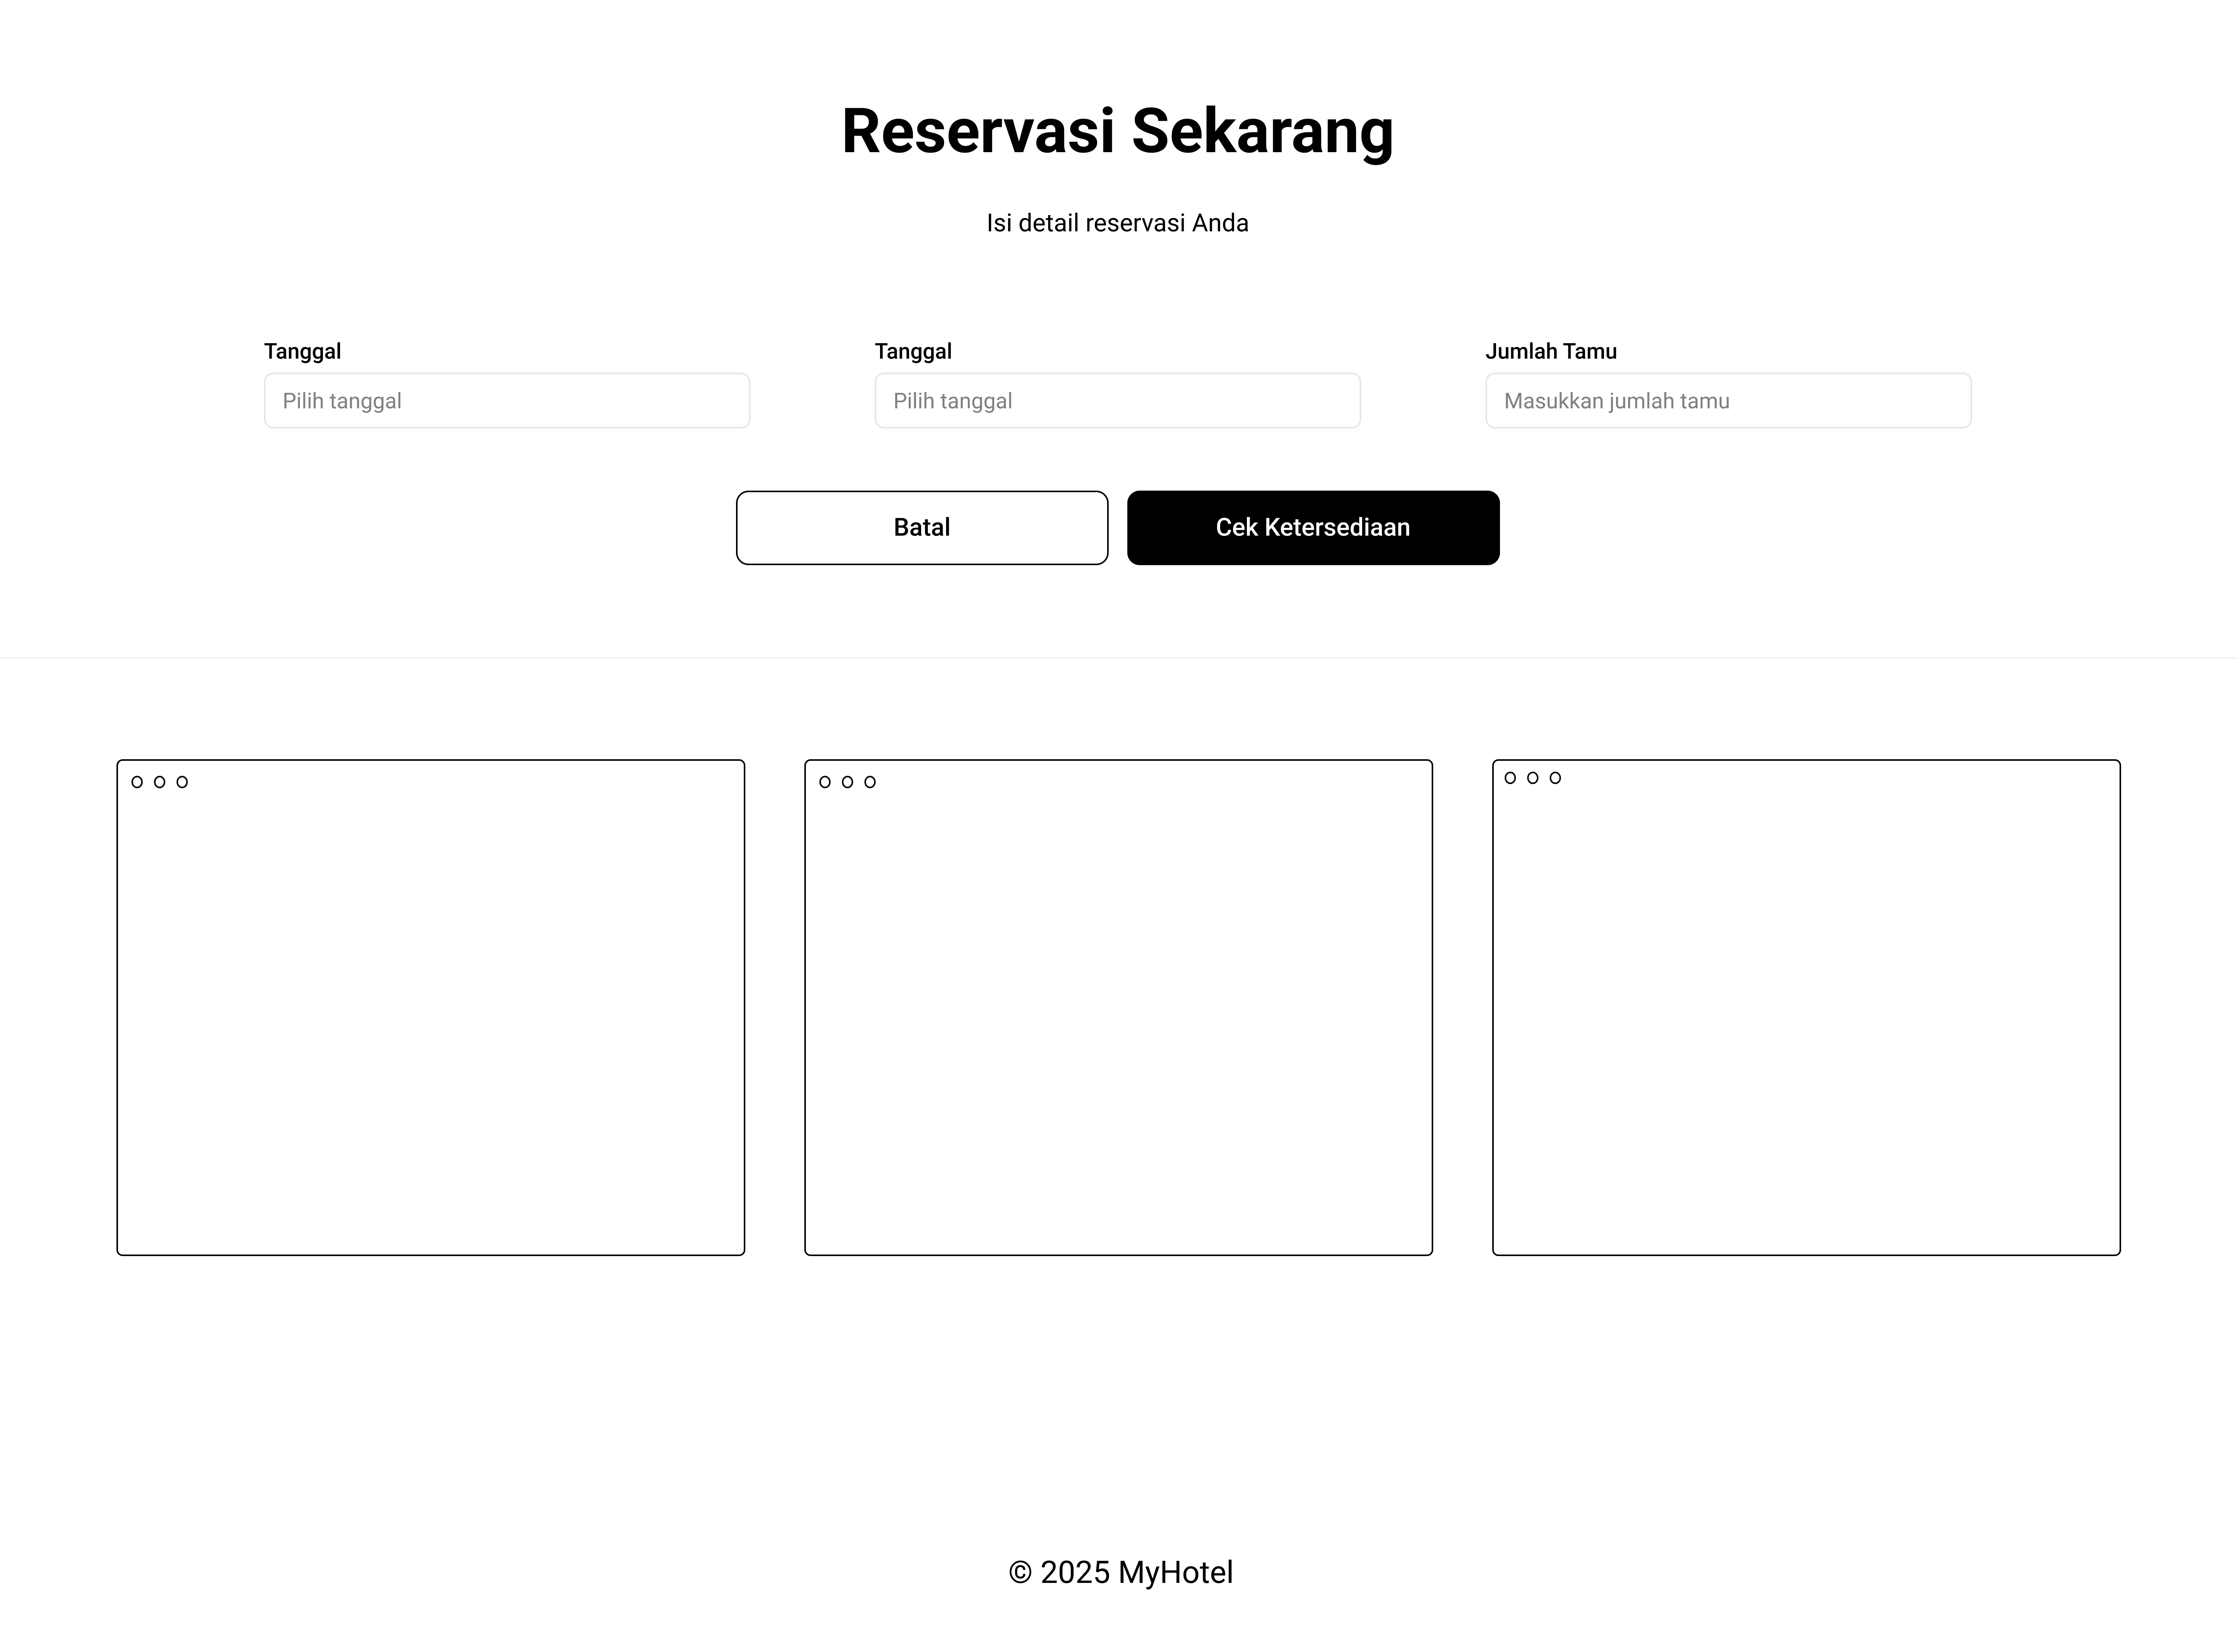 Reservasi Sekarang
Isi detail reservasi Anda
Tanggal
Tanggal
Jumlah Tamu
Pilih tanggal
Pilih tanggal
Masukkan jumlah tamu
Batal
Cek Ketersediaan
© 2025 MyHotel